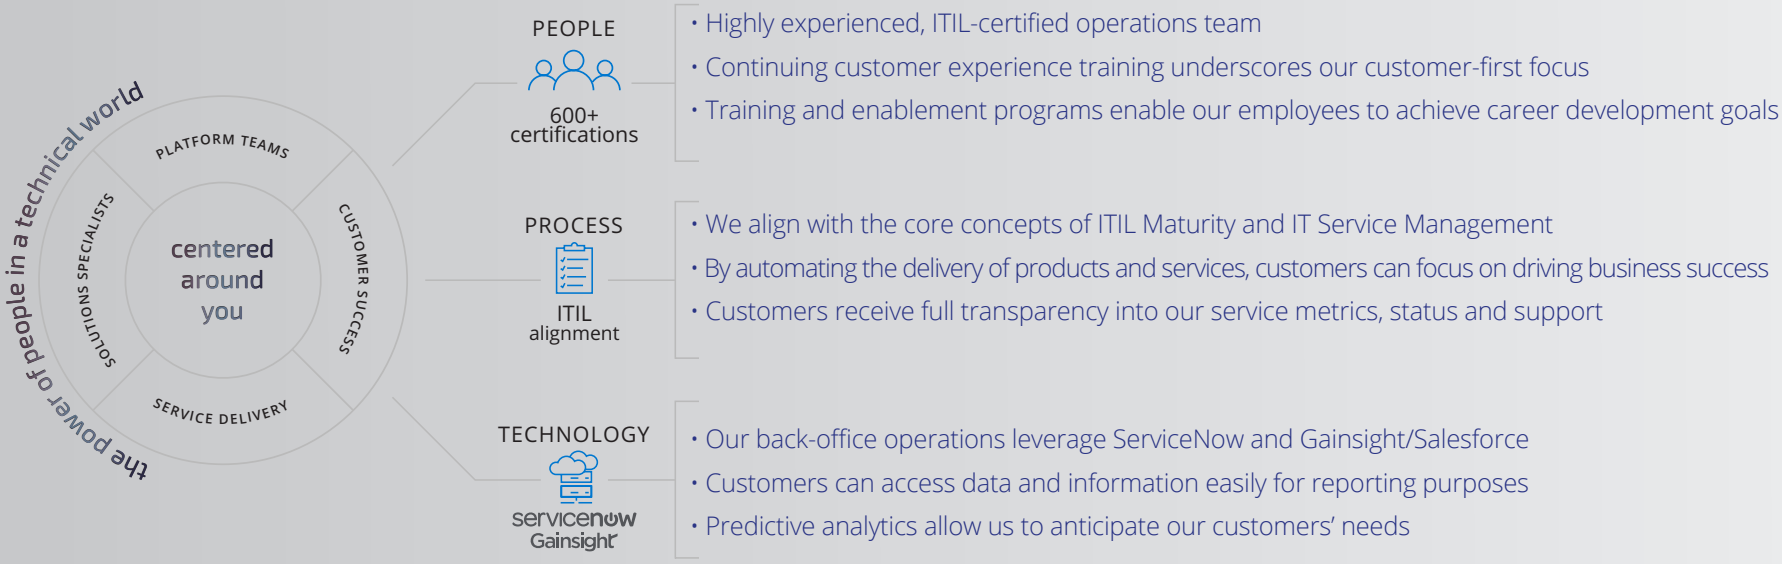 the power of people in a technical world
PLATFORM TEAMS
SOLUTIONS SPECIALISTS
CUSTOMER SUCCESS
SERVICE DELIVERY
centered
around
you
PEOPLE
600+
certifications
• Highly experienced, ITIL-certified operations team
• Continuing customer experience training underscores our customer-first focus
• Training and enablement programs enable our employees to achieve career development goals
PROCESS
ITIL
alignment
• We align with the core concepts of ITIL Maturity and IT Service Management
• By automating the delivery of products and services, customers can focus on driving business success
• Customers receive full transparency into our service metrics, status and support
TECHNOLOGY
servicenow
Gainsight
• Our back-office operations leverage ServiceNow and Gainsight/Salesforce
• Customers can access data and information easily for reporting purposes
• Predictive analytics allow us to anticipate our customers’ needs